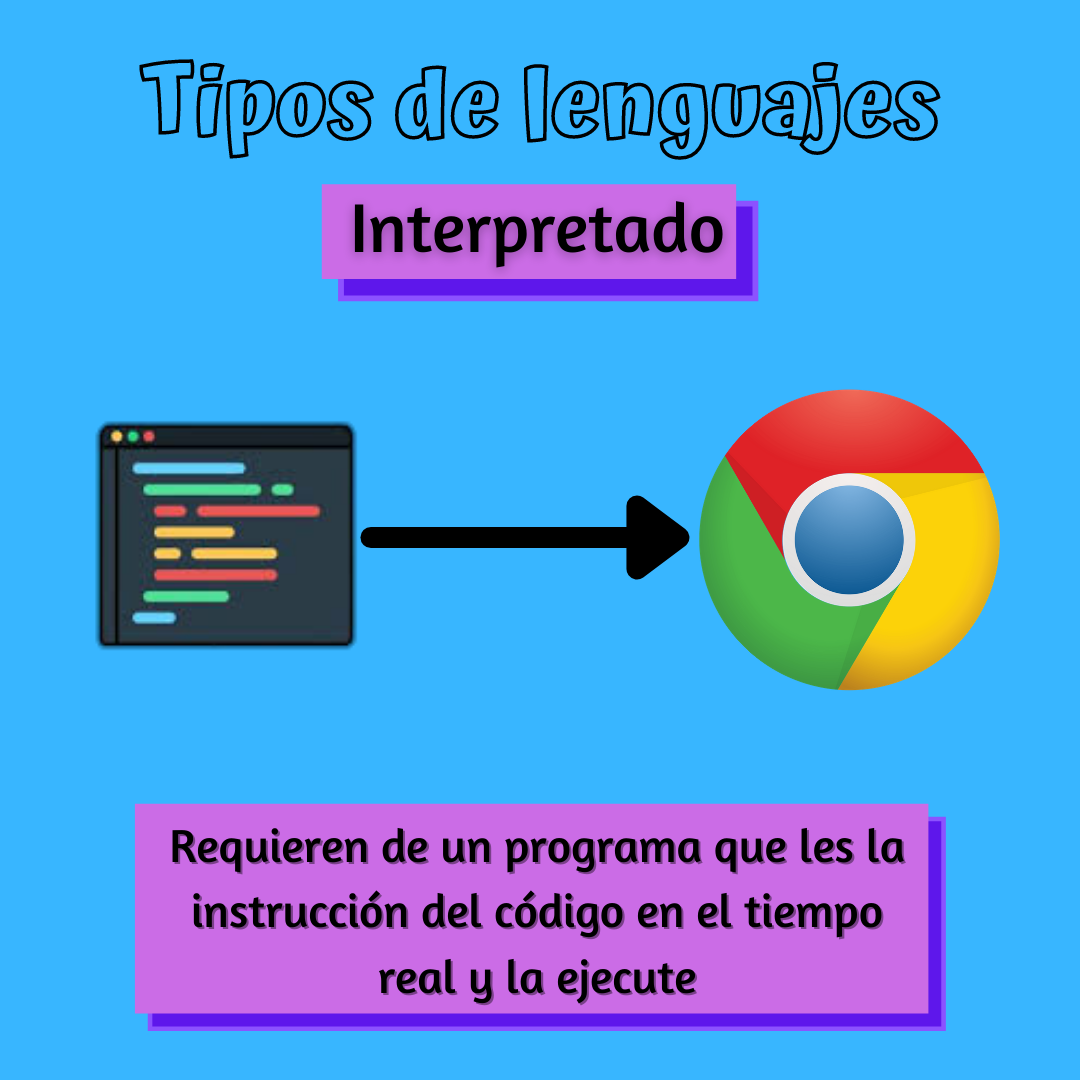 Tipos de lenguajes
Interpretado
Requieren de un programa que les la
instrucción del código en el tiempo
real y la ejecute